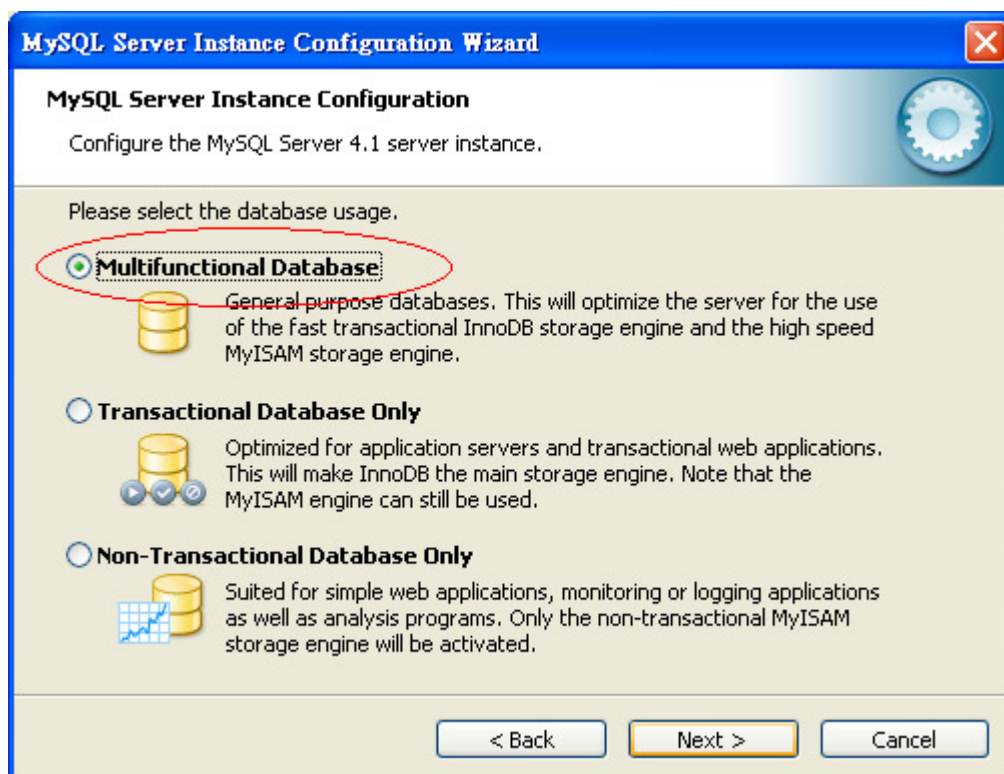 MySQL Server Instance Configuration Wizard
MySQL Server Instance Configuration
Configure the MySQL Server 4.1 server instance.
Please select the database usage.
Multifunctional Database
General purpose databases. This will optimize the server for the use
of the fast transactional InnoDB storage engine and the high speed
MyISAM storage engine.
Transactional Database Only
Optimized for application servers and transactional web applications.
This will make InnoDB the main storage engine. Note that the
MyISAM engine can still be used.
Non-Transactional Database Only
Suited for simple web applications, monitoring or logging applications
as well as analysis programs. Only the non-transactional MyISAM
storage engine will be activated.
< Back
Next >
Cancel